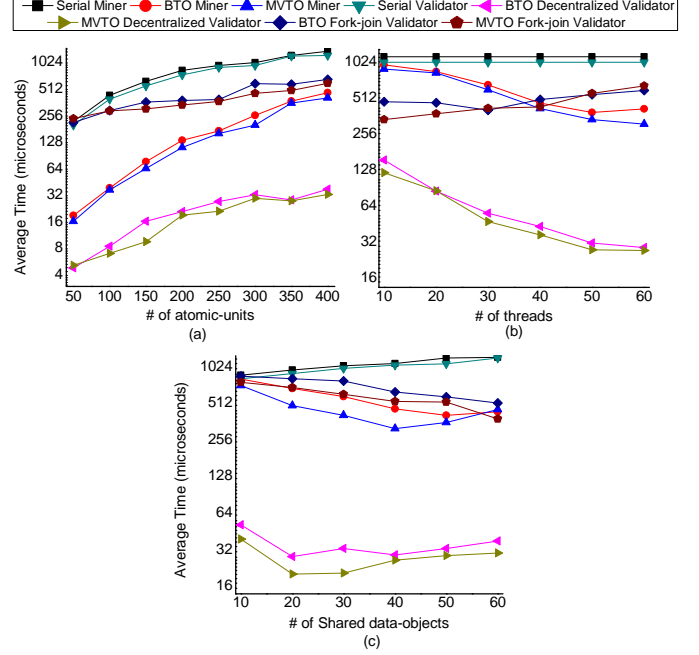 Serial Miner BTO Miner MVTO Miner Serial Validator BTO Decentralized Validator
MVTO Decentralized Validator BTO Fork-join Validator MVTO Fork-join Validator
Average Time (microseconds)
1024
512
256
128
64
32
16
8
4
50 100 150 200 250 300 350 400
# of atomic-units
(a)
1024
512
256
128
64
32
16
10 20 30 40 50 60
# of threads
(b)
Average Time (microseconds)
1024
512
256
128
64
32
16
10 20 30 40 50 60
# of Shared data-objects
(c)